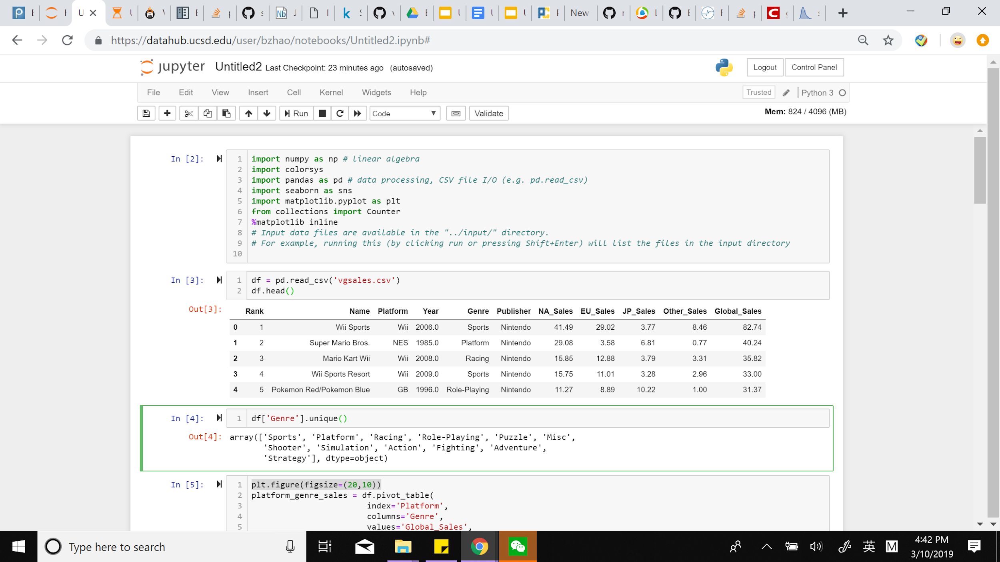 New
https://datahub.ucsd.edu/user/bzhao/notebooks/Untitled2.ipynb#
jupyter Untitled2 Last Checkpoint: 23 minutes ago (autosaved) Logout Control Panel
File Edit View Insert Cell Kernel Widgets Help Trusted Python 3
Run Code Validate Mem: 824 / 4096 (MB)
In [2]:
1 import numpy as np # linear algebra
2 import colorsys
3 import pandas as pd # data processing, CSV file I/O (e.g. pd.read_csv)
4 import seaborn as sns
5 import matplotlib.pyplot as plt
6 from collections import Counter
7 %matplotlib inline
8 # Input data files are available in the "../input/" directory.
9 # For example, running this (by clicking run or pressing Shift+Enter) will list the files in the input directory
10
In [3]:
1 df = pd.read_csv('vgsales.csv')
2 df.head()
Out[3]:
Rank Name Platform Year Genre Publisher NA_Sales EU_Sales JP_Sales Other_Sales Global_Sales
0 1 Wii Sports Wii 2006.0 Sports Nintendo 41.49 29.02 3.77 8.46 82.74
1 2 Super Mario Bros. NES 1985.0 Platform Nintendo 29.08 3.58 6.81 0.77 40.24
2 3 Mario Kart Wii Wii 2008.0 Racing Nintendo 15.85 12.88 3.79 3.31 35.82
3 4 Wii Sports Resort Wii 2009.0 Sports Nintendo 15.75 11.01 3.28 2.96 33.00
4 5 Pokemon Red/Pokemon Blue GB 1996.0 Role-Playing Nintendo 11.27 8.89 10.22 1.00 31.37
In [4]:
1 df['Genre'].unique()
Out[4]:
array(['Sports', 'Platform', 'Racing', 'Role-Playing', 'Puzzle', 'Misc',
'Shooter', 'Simulation', 'Action', 'Fighting', 'Adventure',
'Strategy'], dtype=object)
In [5]:
1 plt.figure(figsize=(20,10))
2 platform_genre_sales = df.pivot_table(
3 index='Platform',
4 columns='Genre',
5 values='Global_Sales',
Type here to search
英 M
4:42 PM
3/10/2019